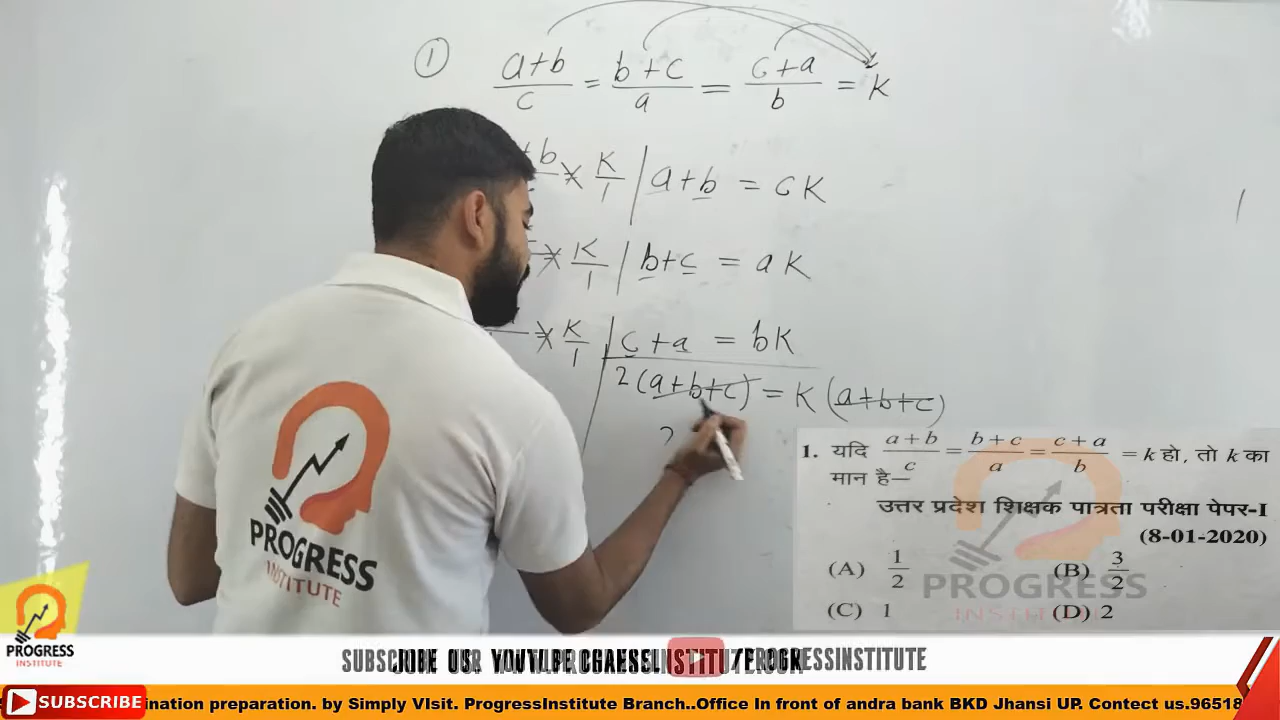 ① a+b/c = b+c/a = c+a/b = K
+b × K/1 | a+b = cK
× K/1 | b+c = aK
× K/1 | c+a = bK
2(a+b+c) = K(a+b+c)
2
1. यदि a+b/c = b+c/a = c+a/b = k हो, तो k का
मान है—
उत्तर प्रदेश शिक्षक पात्रता परीक्षा पेपर-I
(8-01-2020)
(A) 1/2 (B) 3/2
(C) 1 (D) 2
PROGRESS
INSTITUTE
PROGRESS
PROGRESS
INSTITUTE
SUBSCRIBE
ination preparation. by Simply VIsit. ProgressInstitute Branch..Office In front of andra bank BKD Jhansi UP. Contect us.96518